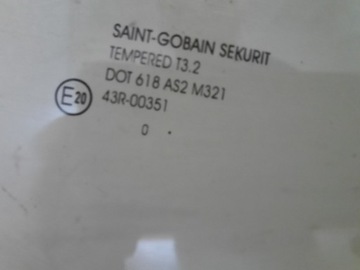 SAINT-GOBAIN SEKURIT
TEMPERED T3.2
DOT 618 AS2 M321
E20 43R-00351
0 .